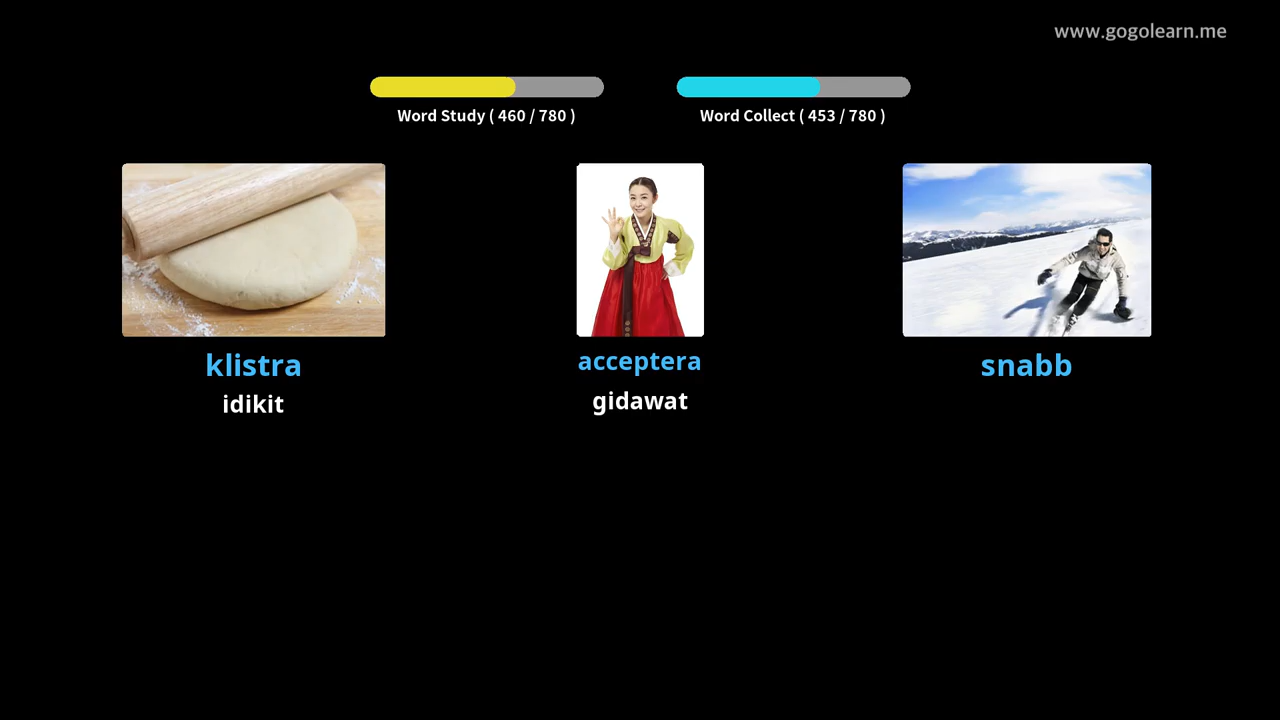 www.gogolearn.me
Word Study ( 460 / 780 )
Word Collect ( 453 / 780 )
klistra
idikit
acceptera
gidawat
snabb